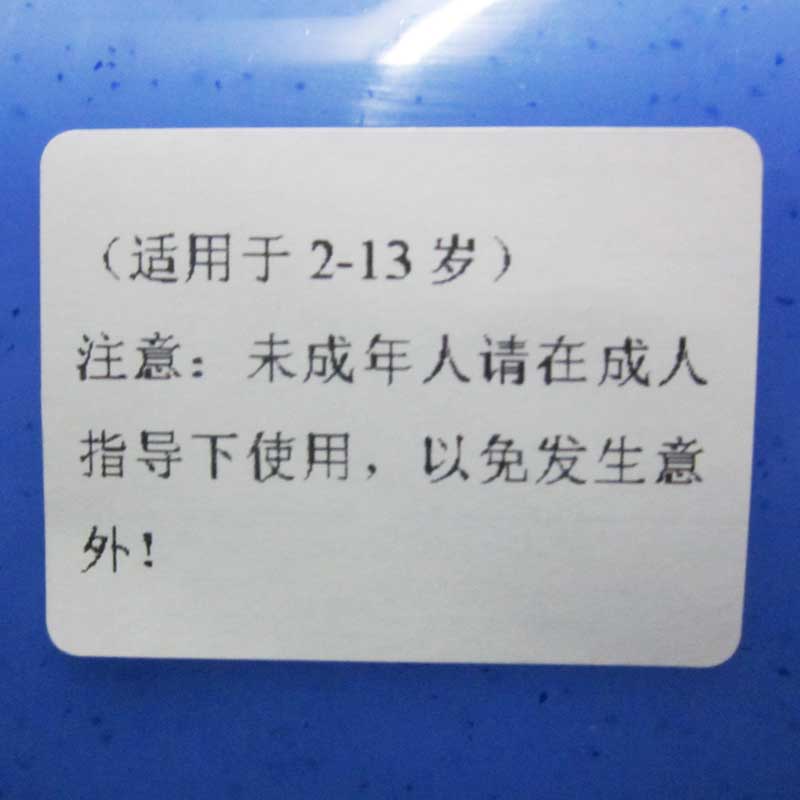 （适用于 2-13 岁）
注意：未成年人请在成人
指导下使用，以免发生意
外！